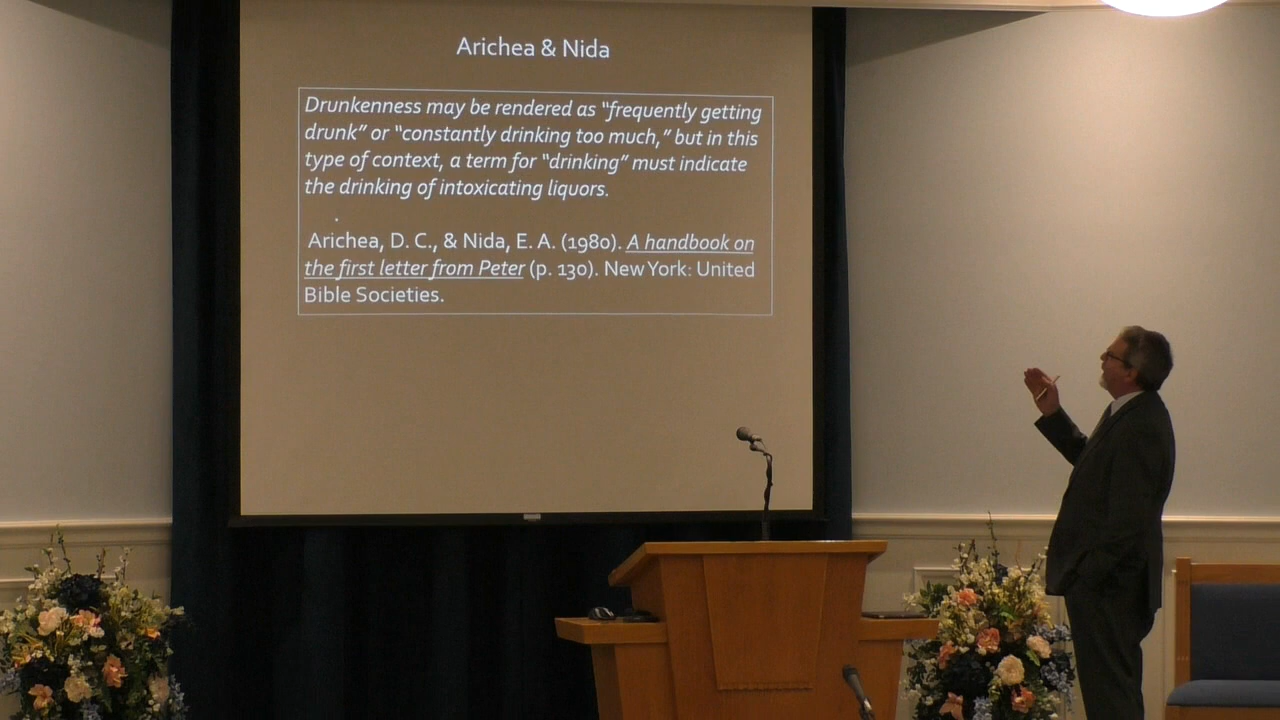 Arichea & Nida
Drunkenness may be rendered as “frequently getting
drunk” or “constantly drinking too much,” but in this
type of context, a term for “drinking” must indicate
the drinking of intoxicating liquors.
.
Arichea, D. C., & Nida, E. A. (1980). A handbook on
the first letter from Peter (p. 130). New York: United
Bible Societies.